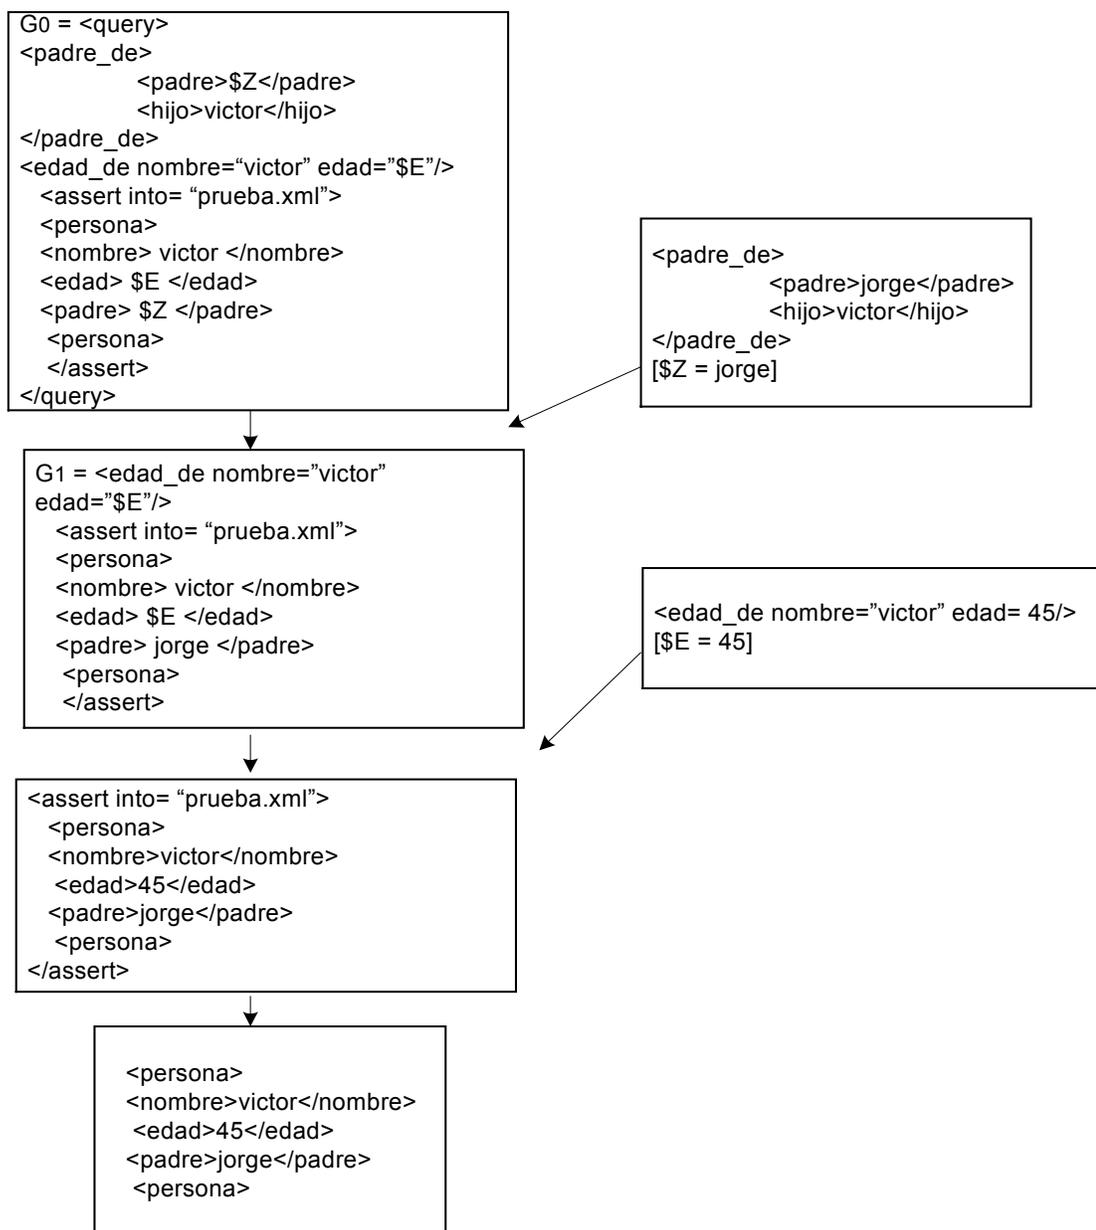 G0 = <query>
<padre_de>
<padre>$Z</padre>
<hijo>victor</hijo>
</padre_de>
<edad_de nombre=“victor” edad=”$E”/>
<assert into= “prueba.xml”>
<persona>
<nombre> victor </nombre>
<edad> $E </edad>
<padre> $Z </padre>
<persona>
</assert>
</query>
<padre_de>
<padre>jorge</padre>
<hijo>victor</hijo>
</padre_de>
[$Z = jorge]
G1 = <edad_de nombre=”victor”
edad=”$E”/>
<assert into= “prueba.xml”>
<persona>
<nombre> victor </nombre>
<edad> $E </edad>
<padre> jorge </padre>
<persona>
</assert>
<edad_de nombre=”victor” edad= 45/>
[$E = 45]
<assert into= “prueba.xml”>
<persona>
<nombre>victor</nombre>
<edad>45</edad>
<padre>jorge</padre>
<persona>
</assert>
<persona>
<nombre>victor</nombre>
<edad>45</edad>
<padre>jorge</padre>
<persona>